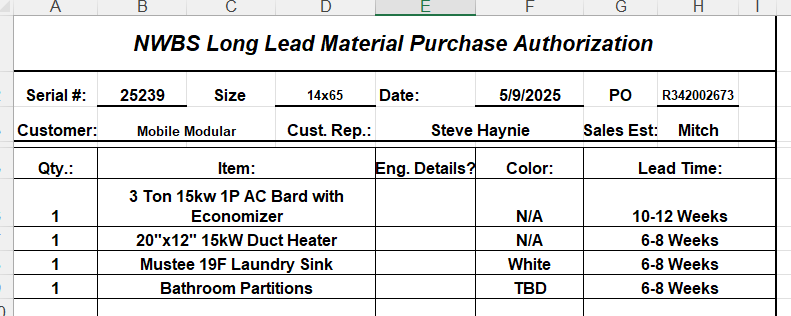 A B C D E F G H I
NWBS Long Lead Material Purchase Authorization
Serial #: 25239 Size 14x65 Date: 5/9/2025 PO R342002673
Customer: Mobile Modular Cust. Rep.: Steve Haynie Sales Est: Mitch
Qty.: Item: Eng. Details? Color: Lead Time:
3 Ton 15kw 1P AC Bard with
1 Economizer N/A 10-12 Weeks
1 20"x12" 15kW Duct Heater N/A 6-8 Weeks
1 Mustee 19F Laundry Sink White 6-8 Weeks
1 Bathroom Partitions TBD 6-8 Weeks